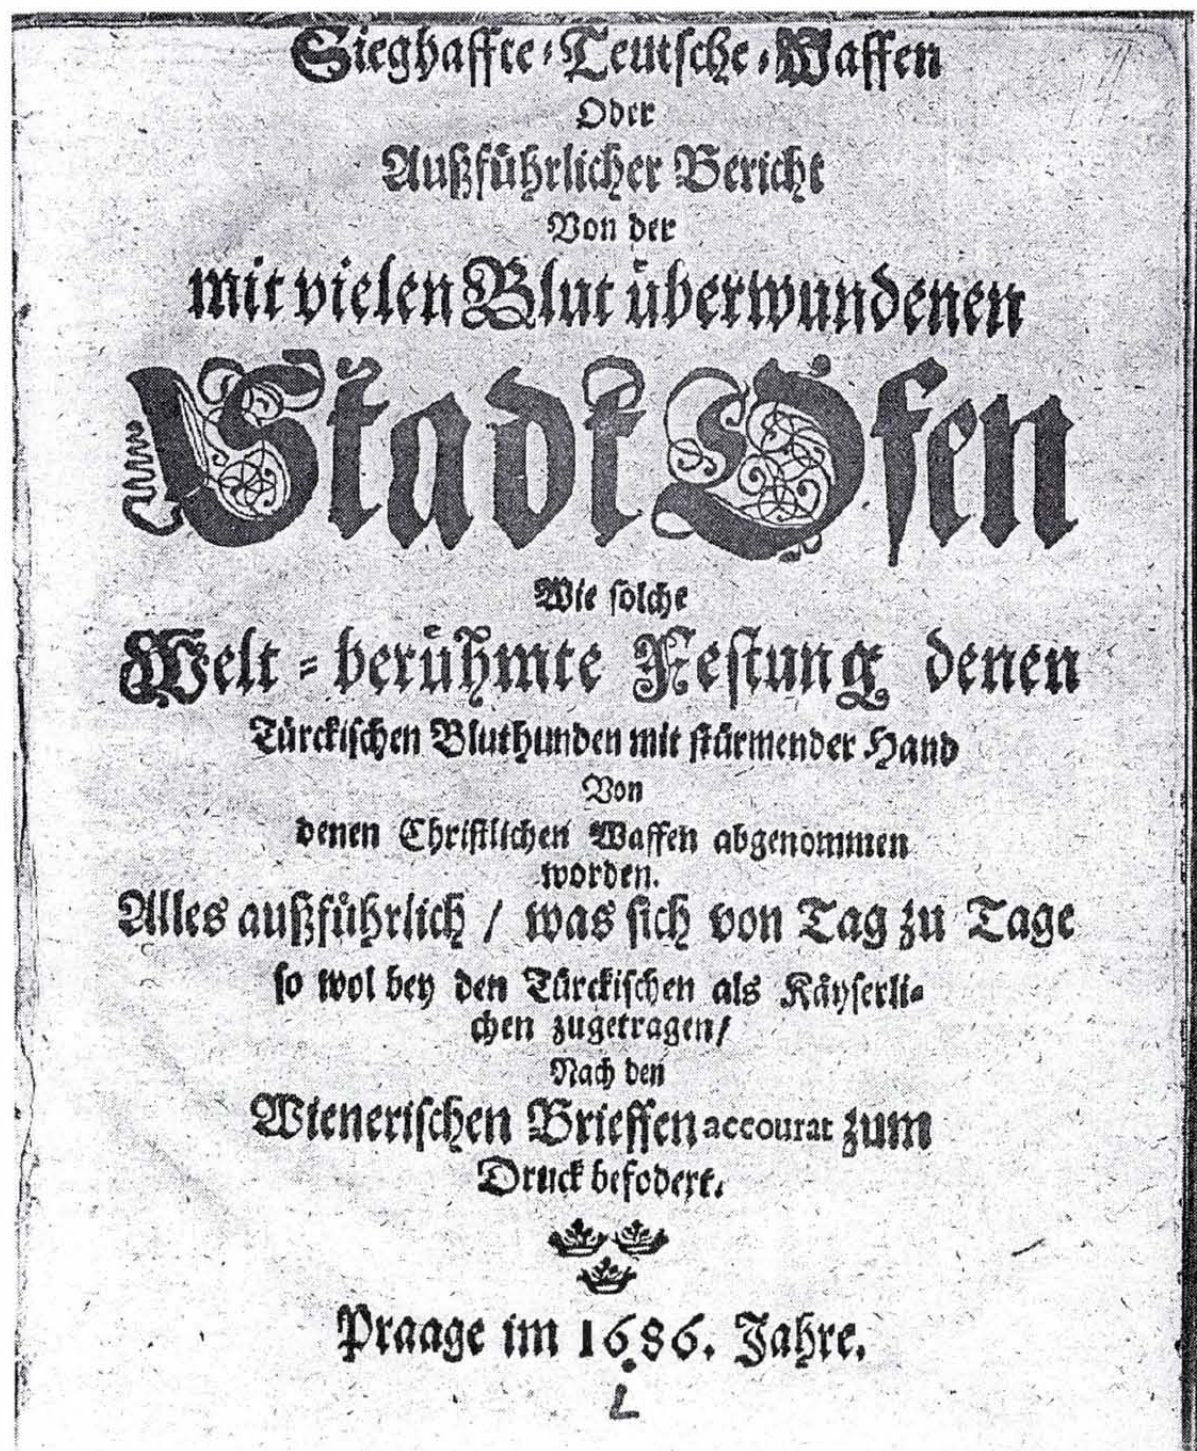 Sieghaffte-Teutsche-Waffen
Oder
Außführlicher Bericht
Von der
mit vielen Blut überwundenen
Stadt Ofen
Wie solche
Welt-berühmte Festung denen
Türckischen Bluthunden mit stürmender Hand
Von
denen Christlichen Waffen abgenommen
worden.
Alles außführlich / was sich von Tag zu Tage
so wol bey den Türckischen als Käyserli-
chen zugetragen/
Nach den
Wienerischen Brieffen accourat zum
Druck befodert.
Praage im 1686. Jahre.
L